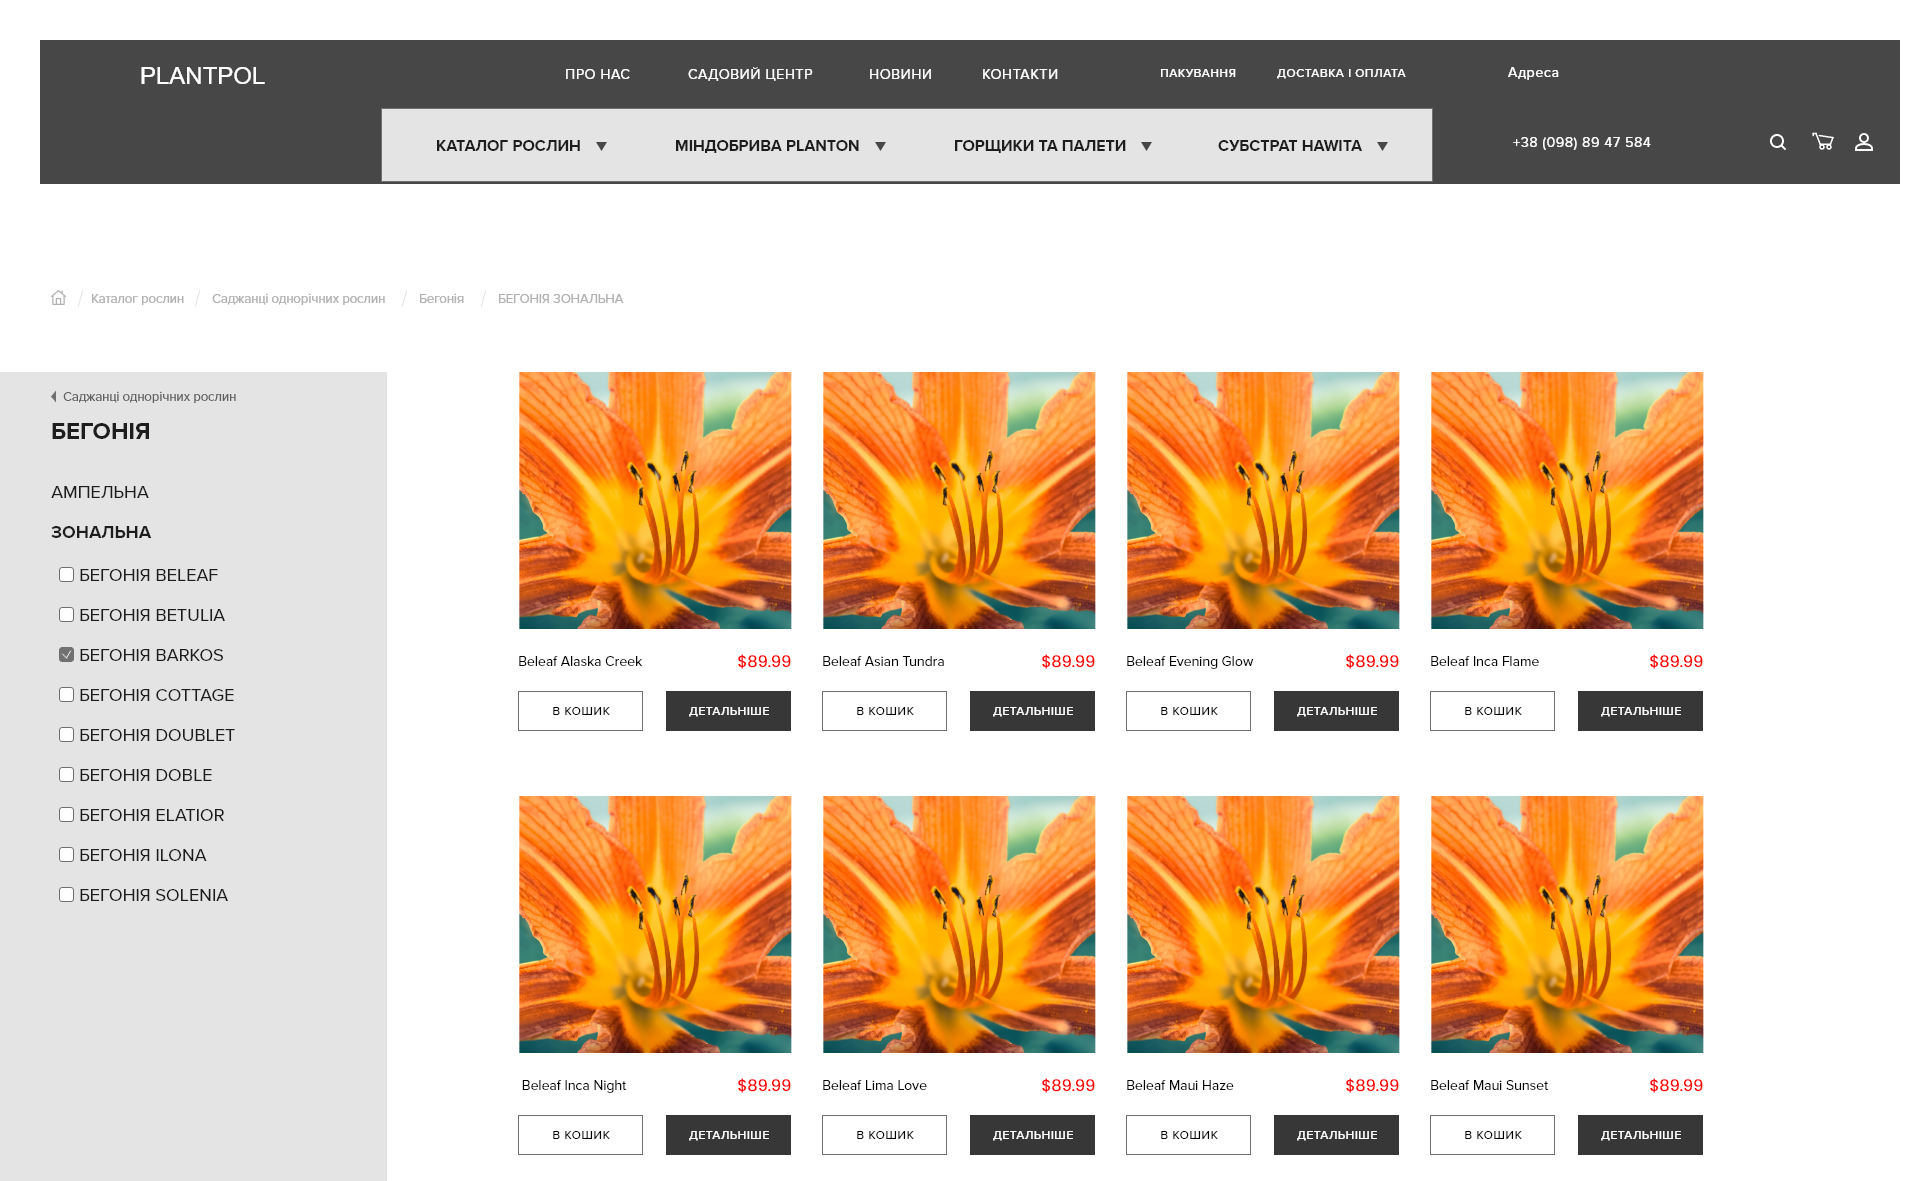 PLANTPOL
ПРО НАС САДОВИЙ ЦЕНТР НОВИНИ КОНТАКТИ ПАКУВАННЯ ДОСТАВКА І ОПЛАТА Адреса
КАТАЛОГ РОСЛИН МІНДОБРИВА PLANTON ГОРЩИКИ ТА ПАЛЕТИ СУБСТРАТ HAWITA +38 (098) 89 47 584
/ Каталог рослин / Саджанці однорічних рослин / Бегонія / БЕГОНІЯ ЗОНАЛЬНА
Саджанці однорічних рослин
БЕГОНІЯ
АМПЕЛЬНА
ЗОНАЛЬНА
БЕГОНІЯ BELEAF
БЕГОНІЯ BETULIA
БЕГОНІЯ BARKOS
БЕГОНІЯ COTTAGE
БЕГОНІЯ DOUBLET
БЕГОНІЯ DOBLE
БЕГОНІЯ ELATIOR
БЕГОНІЯ ILONA
БЕГОНІЯ SOLENIA
Beleaf Alaska Creek $89.99
В КОШИК ДЕТАЛЬНІШЕ
Beleaf Asian Tundra $89.99
В КОШИК ДЕТАЛЬНІШЕ
Beleaf Evening Glow $89.99
В КОШИК ДЕТАЛЬНІШЕ
Beleaf Inca Flame $89.99
В КОШИК ДЕТАЛЬНІШЕ
Beleaf Inca Night $89.99
В КОШИК ДЕТАЛЬНІШЕ
Beleaf Lima Love $89.99
В КОШИК ДЕТАЛЬНІШЕ
Beleaf Maui Haze $89.99
В КОШИК ДЕТАЛЬНІШЕ
Beleaf Maui Sunset $89.99
В КОШИК ДЕТАЛЬНІШЕ